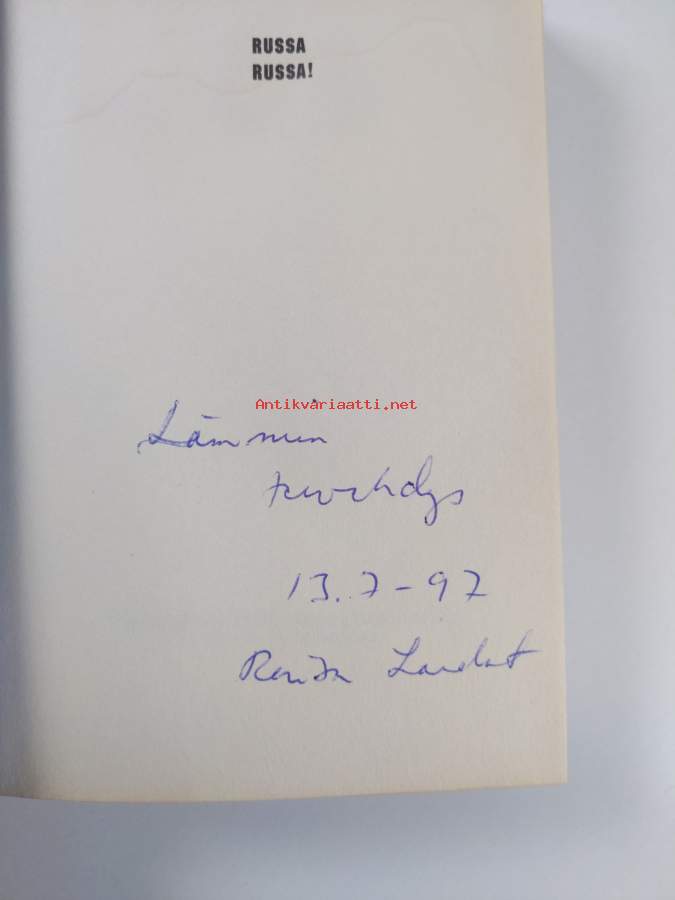 RUSSA
RUSSA!
Antikvariaatti.net
Lämmin
tervehdys
13.7-97